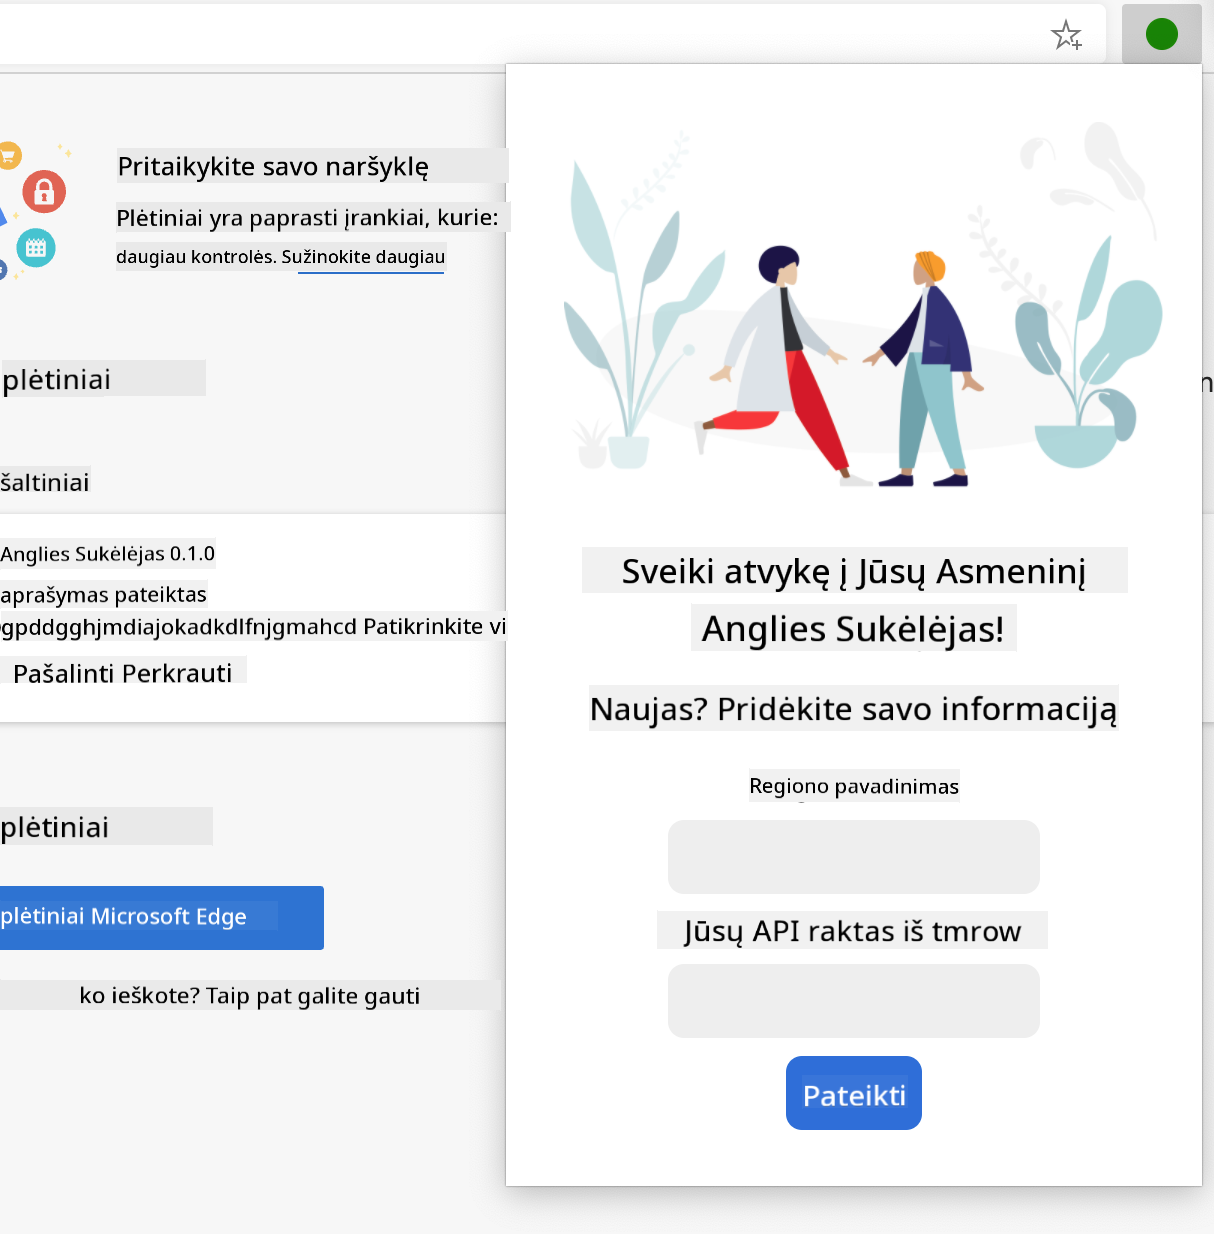 Pritaikykite savo naršyklę
Plėtiniai yra paprasti įrankiai, kurie:
daugiau kontrolės. Sužinokite daugiau
plėtiniai
šaltiniai
Anglies Sukėlėjas 0.1.0
aprašymas pateiktas
gpddgghjmdiajokadkdlfnjgmahcd Patikrinkite vi
Pašalinti Perkrauti
plėtiniai
plėtiniai Microsoft Edge
ko ieškote? Taip pat galite gauti
Sveiki atvykę į Jūsų Asmeninį
Anglies Sukėlėjas!
Naujas? Pridėkite savo informaciją
Regiono pavadinimas
Jūsų API raktas iš tmrow
Pateikti